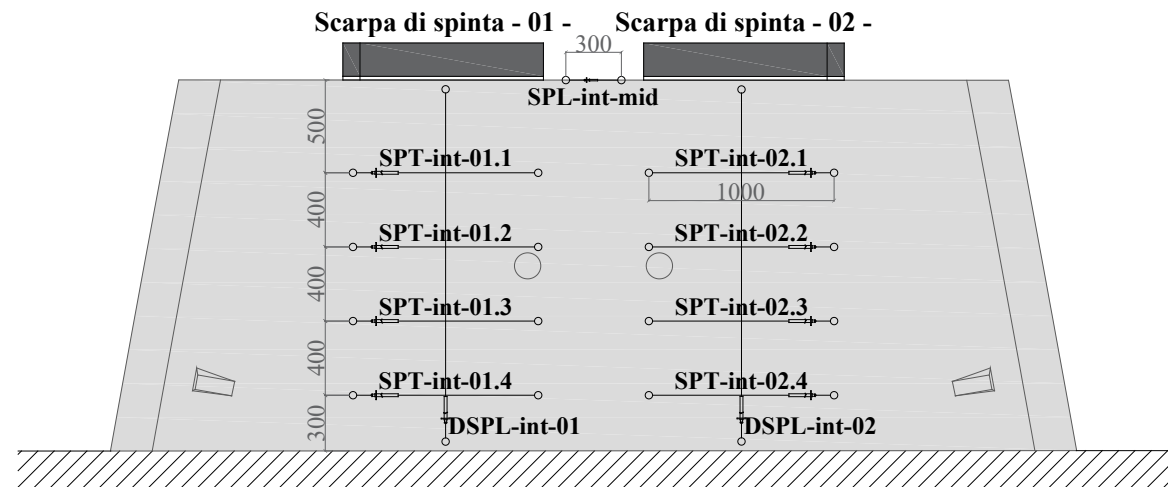 Scarpa di spinta - 01 - Scarpa di spinta - 02 -
300
SPL-int-mid
500
SPT-int-01.1 SPT-int-02.1
1000
400
SPT-int-01.2 SPT-int-02.2
400
SPT-int-01.3 SPT-int-02.3
400
SPT-int-01.4 SPT-int-02.4
300
DSPL-int-01 DSPL-int-02